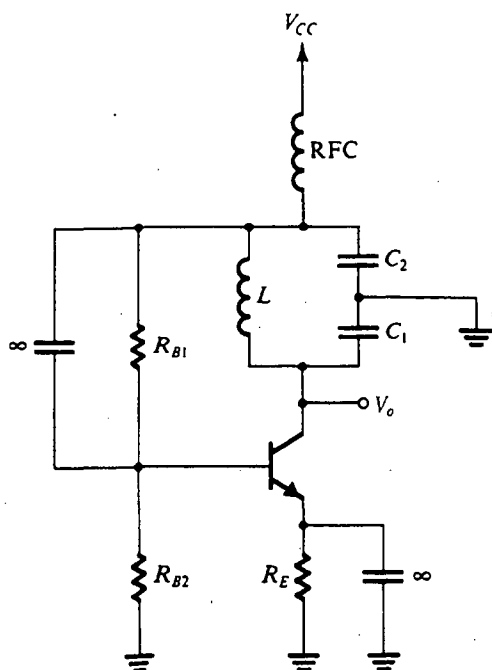 V_CC
RFC
C_2
L
C_1
∞
R_B1
V_o
R_B2
R_E
∞